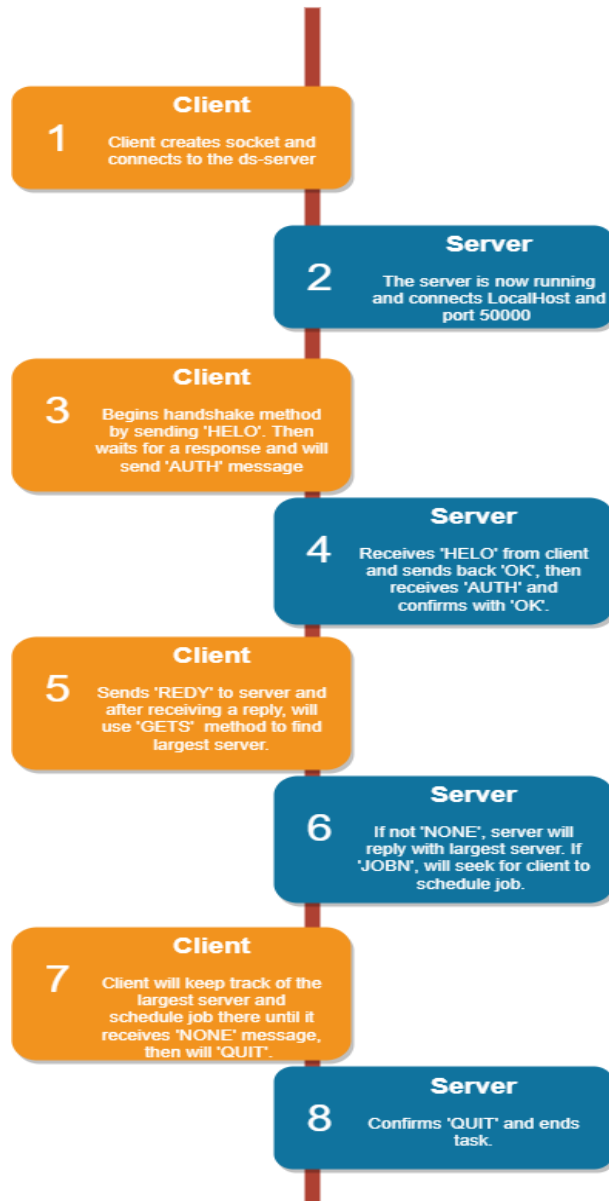 Client
1
Client creates socket and
connects to the ds-server
Server
2
The server is now running
and connects LocalHost and
port 50000
Client
3
Begins handshake method
by sending 'HELO'. Then
waits for a response and will
send 'AUTH' message
Server
4
Receives 'HELO' from client
and sends back 'OK', then
receives 'AUTH' and
confirms with 'OK'.
Client
5
Sends 'REDY' to server and
after receiving a reply, will
use 'GETS' method to find
largest server.
Server
6
If not 'NONE', server will
reply with largest server. If
'JOBN', will seek for client to
schedule job.
Client
7
Client will keep track of the
largest server and
schedule job there until it
receives 'NONE' message,
then will 'QUIT'.
Server
8
Confirms 'QUIT' and ends
task.